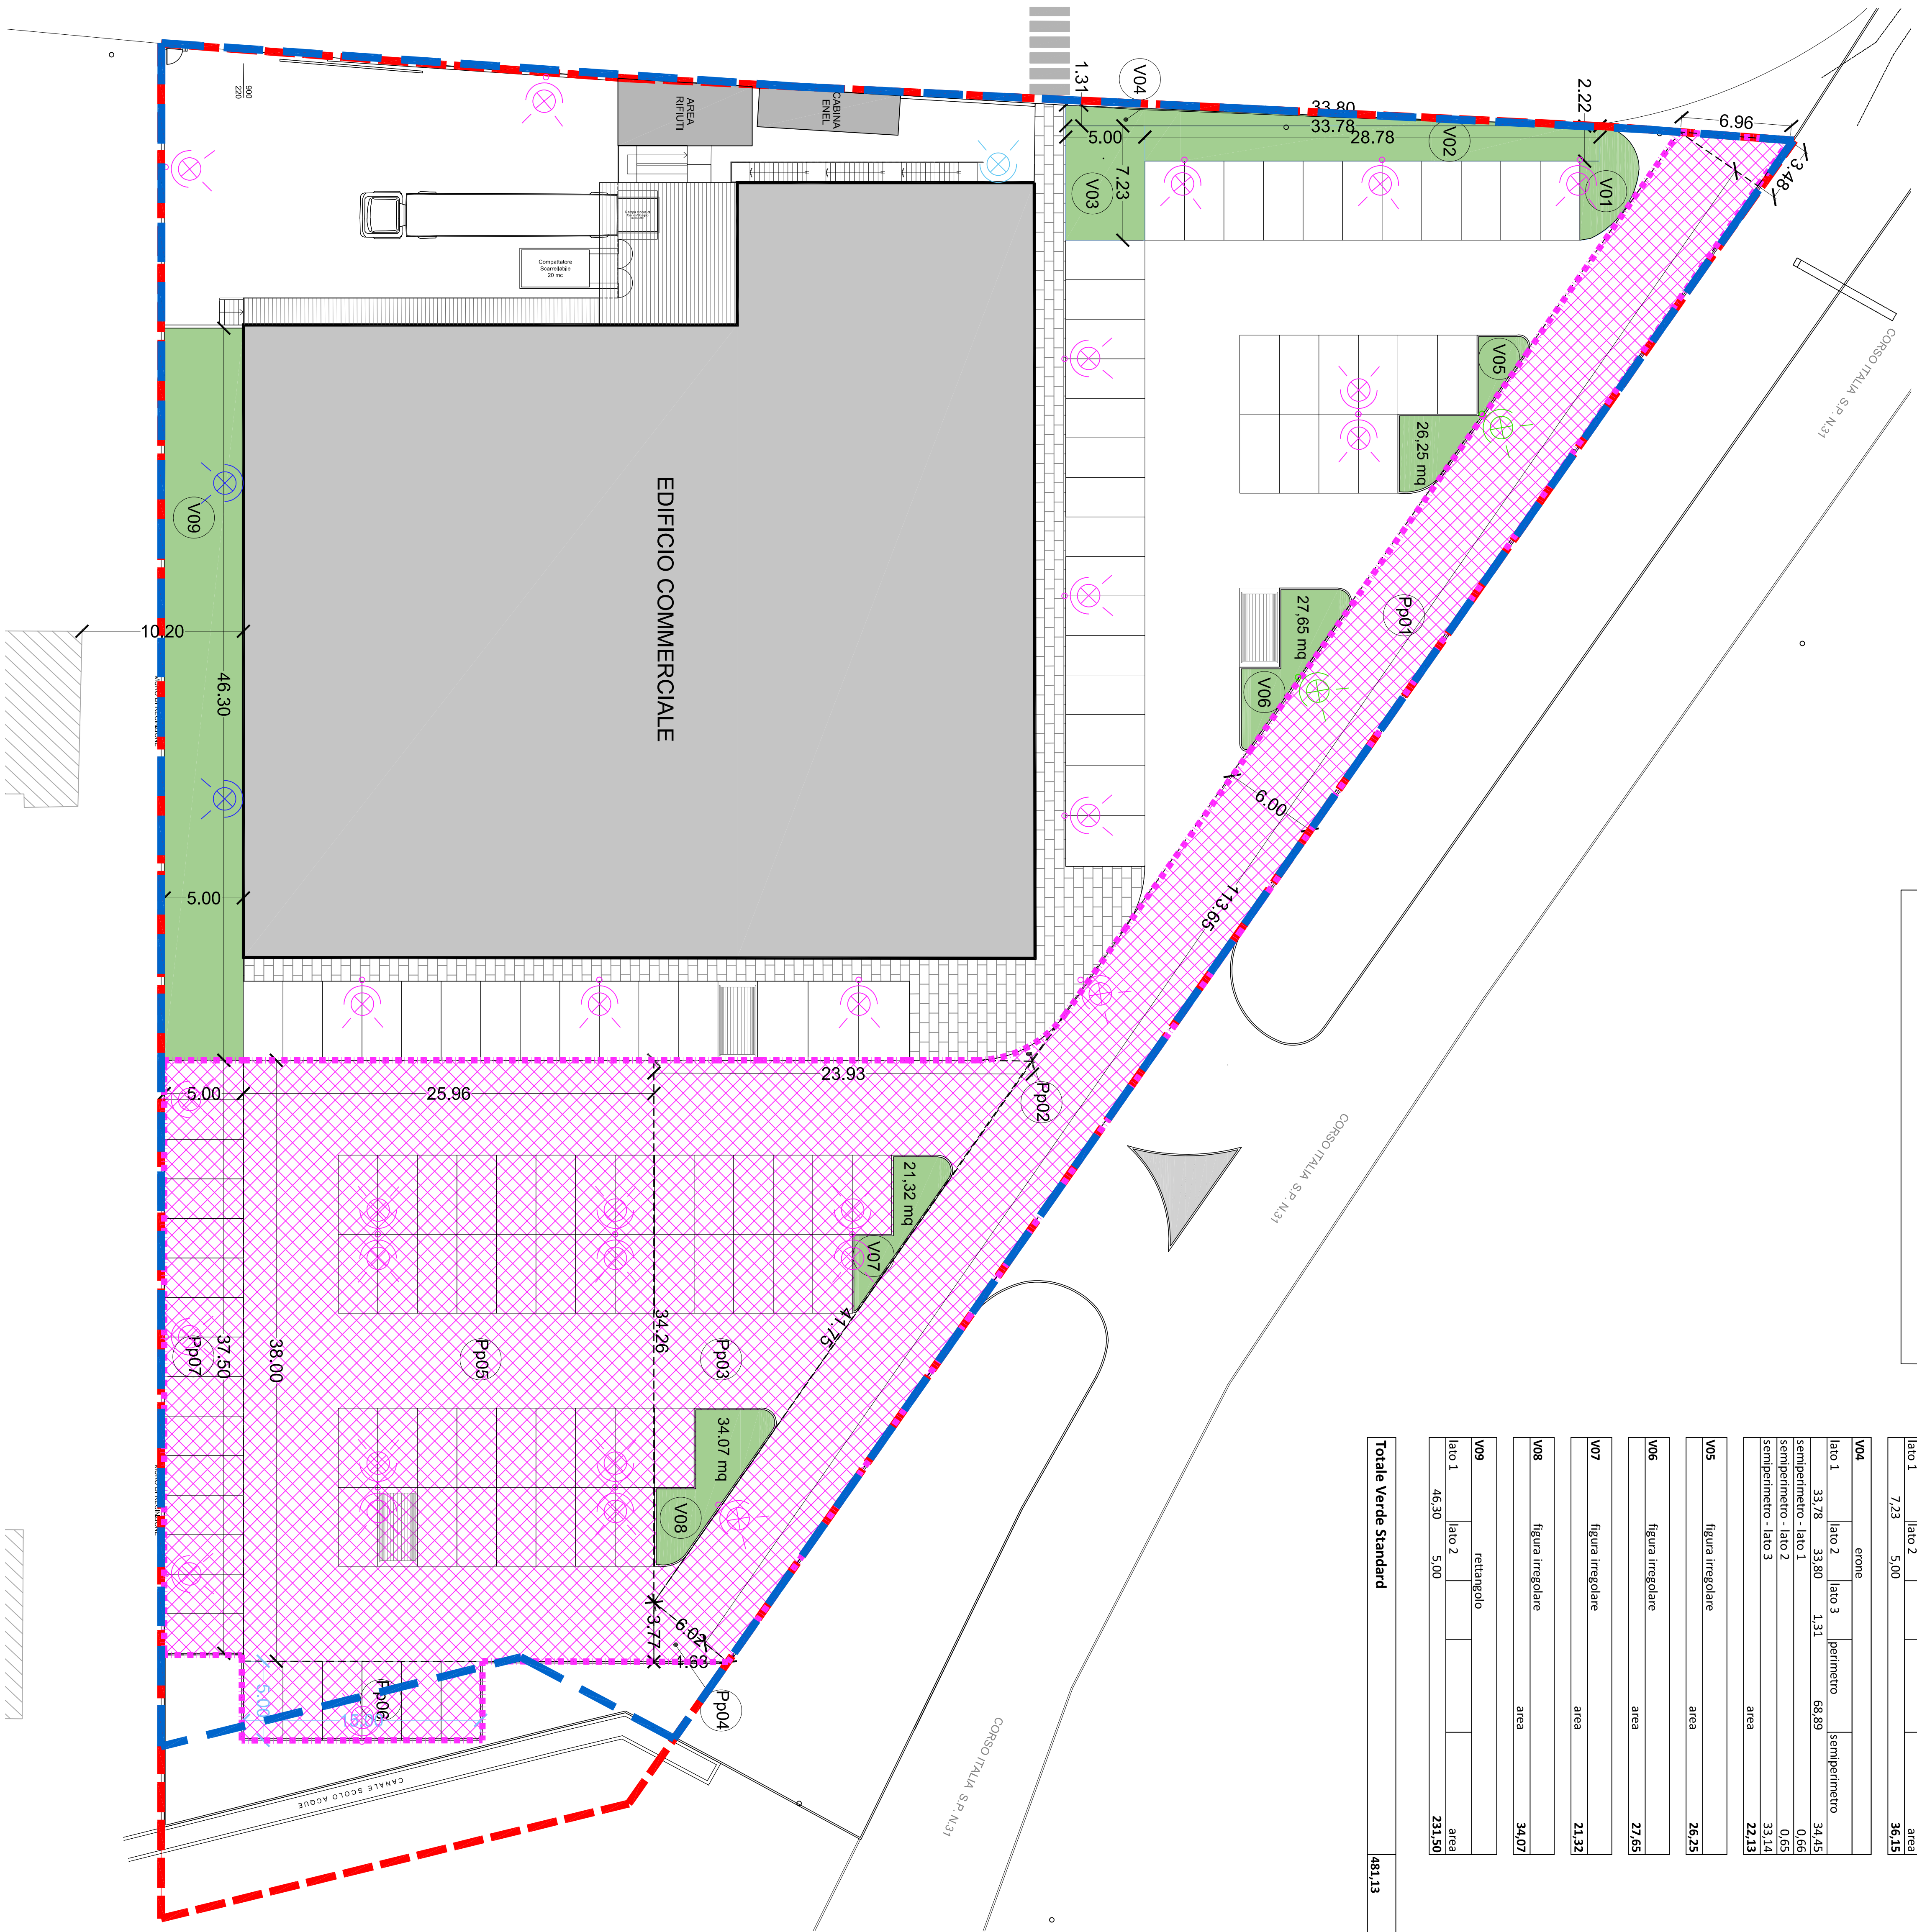 900
220
AREA
RIFIUTI
CABINA
ENEL
Compattatore
Scarrellabile
20 mc
EDIFICIO COMMERCIALE
1.31
V04
33.80
33.78
28.78
5.00
7.23
V03
V02
V01
2.22
6.96
3.48
CORSO ITALIA S.P. N.31
V05
26,25 mq
27,65 mq
V06
Pp01
6.00
113.65
V09
10.20
46.30
5.00
5.00
25.96
23.93
Pp02
CORSO ITALIA S.P. N.31
21,32 mq
V07
41.75
34.26
Pp03
Pp05
Pp07
37.50
38.00
34.07 mq
V08
6.02
3.77
1.63
Pp04
Pp06
5.00
CANALE SCOLO ACQUE
CORSO ITALIA S.P. N.31
lato 1 lato 2 area
7,23 5,00 36,15
V04 erone
lato 1 lato 2 lato 3 perimetro semiperimetro
33,78 33,80 1,31 68,89 34,45
semiperimetro - lato 1 0,66
semiperimetro - lato 2 0,65
semiperimetro - lato 3 33,14
area 22,13
V05 figura irregolare
area 26,25
V06 figura irregolare
area 27,65
V07 figura irregolare
area 21,32
V08 figura irregolare
area 34,07
V09 rettangolo
lato 1 lato 2 area
46,30 5,00 231,50
Totale Verde Standard 481,13